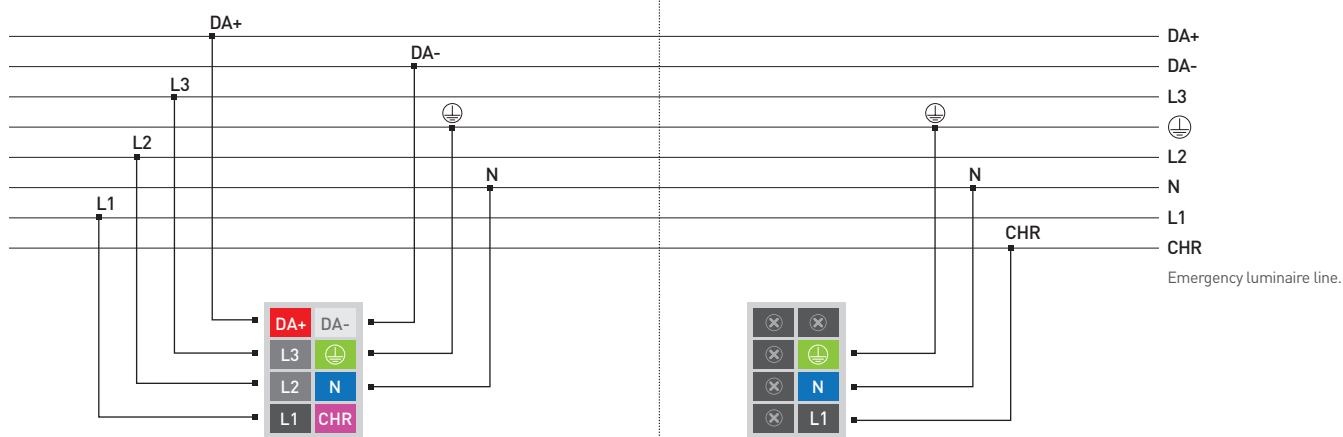 DA+
DA+
DA-
DA-
L3
L3
L2
L2
N
N
N
L1
L1
CHR
CHR
Emergency luminaire line.
DA+ DA-
L3
L2 N
L1 CHR
N
L1